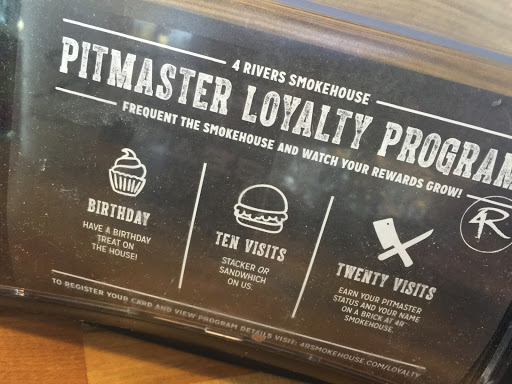 4 RIVERS SMOKEHOUSE
PITMASTER LOYALTY PROGRAM
FREQUENT THE SMOKEHOUSE AND WATCH YOUR REWARDS GROW!
4R
BIRTHDAY
HAVE A BIRTHDAY
TREAT ON
THE HOUSE!
TEN VISITS
STACKER OR
SANDWHICH
ON US.
TWENTY VISITS
EARN YOUR PITMASTER
STATUS AND YOUR NAME
ON A BRICK AT 4R
SMOKEHOUSE.
TO REGISTER YOUR CARD AND VIEW PROGRAM DETAILS VISIT: 4RSMOKEHOUSE.COM/LOYALTY